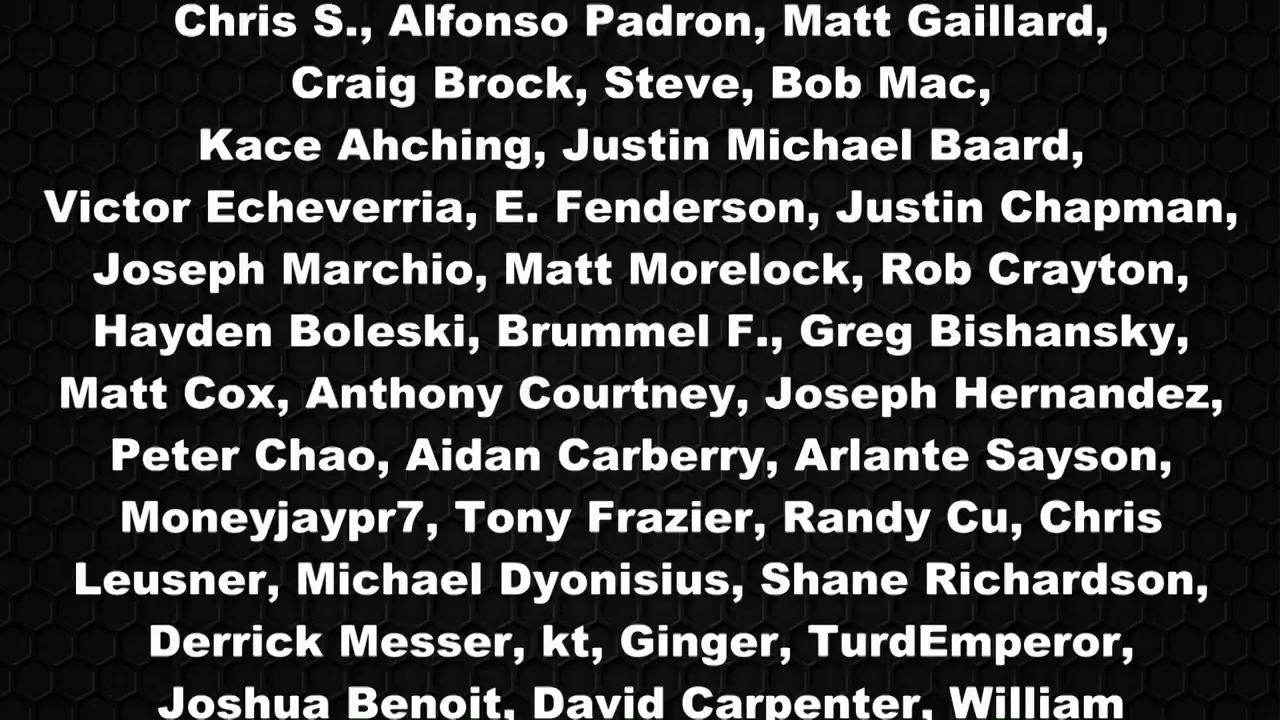 Chris S., Alfonso Padron, Matt Gaillard,
Craig Brock, Steve, Bob Mac,
Kace Ahching, Justin Michael Baard,
Victor Echeverria, E. Fenderson, Justin Chapman,
Joseph Marchio, Matt Morelock, Rob Crayton,
Hayden Boleski, Brummel F., Greg Bishansky,
Matt Cox, Anthony Courtney, Joseph Hernandez,
Peter Chao, Aidan Carberry, Arlante Sayson,
Moneyjaypr7, Tony Frazier, Randy Cu, Chris
Leusner, Michael Dyonisius, Shane Richardson,
Derrick Messer, kt, Ginger, TurdEmperor,
Joshua Benoit, David Carpenter, William